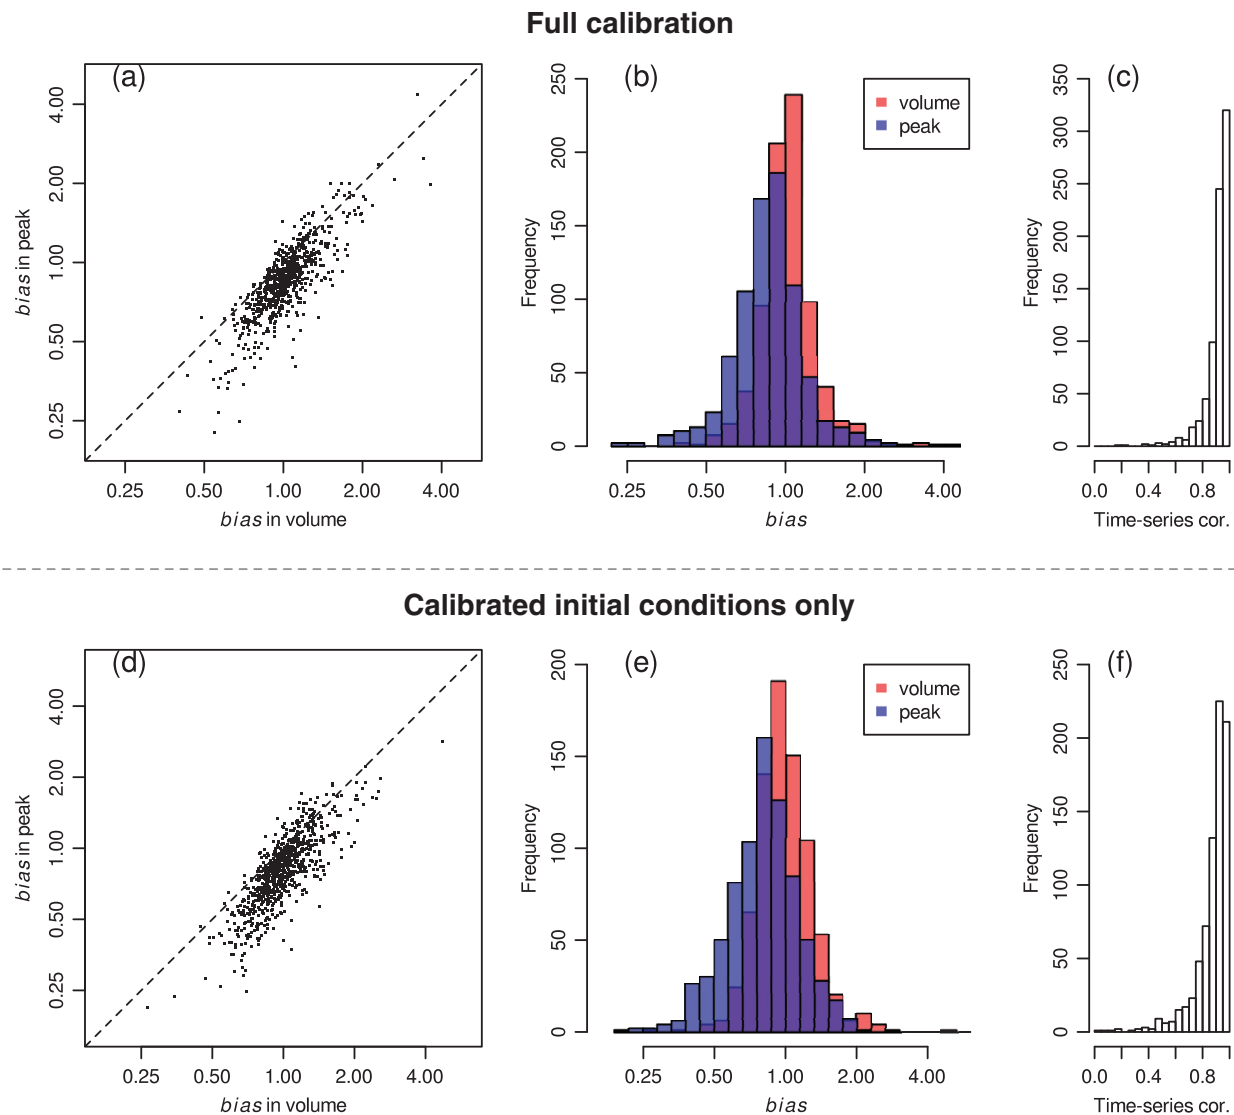 Full calibration
(a)
bias in peak
0.25 0.50 1.00 2.00 4.00
0.25 0.50 1.00 2.00 4.00
bias in volume
(b)
volume
peak
Frequency
0 50 100 150 200 250
0.25 0.50 1.00 2.00 4.00
bias
(c)
Frequency
0 50 100 150 200 250 300 350
0.0 0.4 0.8
Time-series cor.
Calibrated initial conditions only
(d)
bias in peak
0.25 0.50 1.00 2.00 4.00
0.25 0.50 1.00 2.00 4.00
bias in volume
(e)
volume
peak
Frequency
0 50 100 150 200
0.25 0.50 1.00 2.00 4.00
bias
(f)
Frequency
0 50 100 150 200 250
0.0 0.4 0.8
Time-series cor.